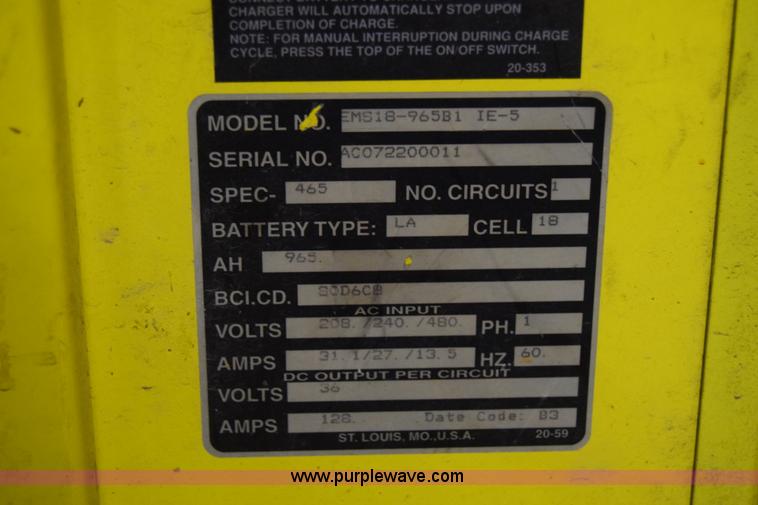 CHARGER WILL AUTOMATICALLY STOP UPON
COMPLETION OF CHARGE.
NOTE: FOR MANUAL INTERRUPTION DURING CHARGE
CYCLE, PRESS THE TOP OF THE ON/OFF SWITCH.
20-353
MODEL NO. EMS18-965B1 IE-5
SERIAL NO. AC072200011
SPEC- 465 NO. CIRCUITS 1
BATTERY TYPE: LA CELL 18
AH 965.
BCI.CD.
AC INPUT
VOLTS 208. /240. /480. PH. 1
AMPS 31.1/27. /13.5 HZ. 60.
DC OUTPUT PER CIRCUIT
VOLTS 36
AMPS 128. Date Code: B3
ST. LOUIS, MO., U.S.A. 20-59
www.purplewave.com